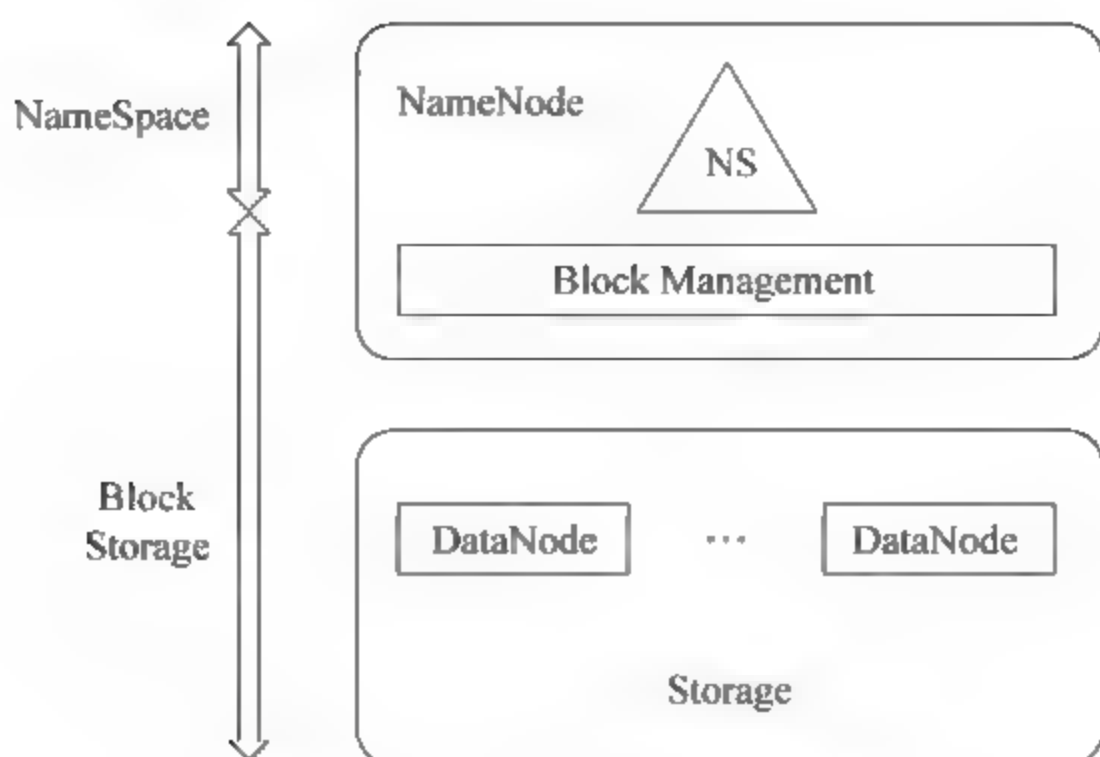 NameSpace
NameNode
NS
Block Management
Block
Storage
DataNode
...
DataNode
Storage